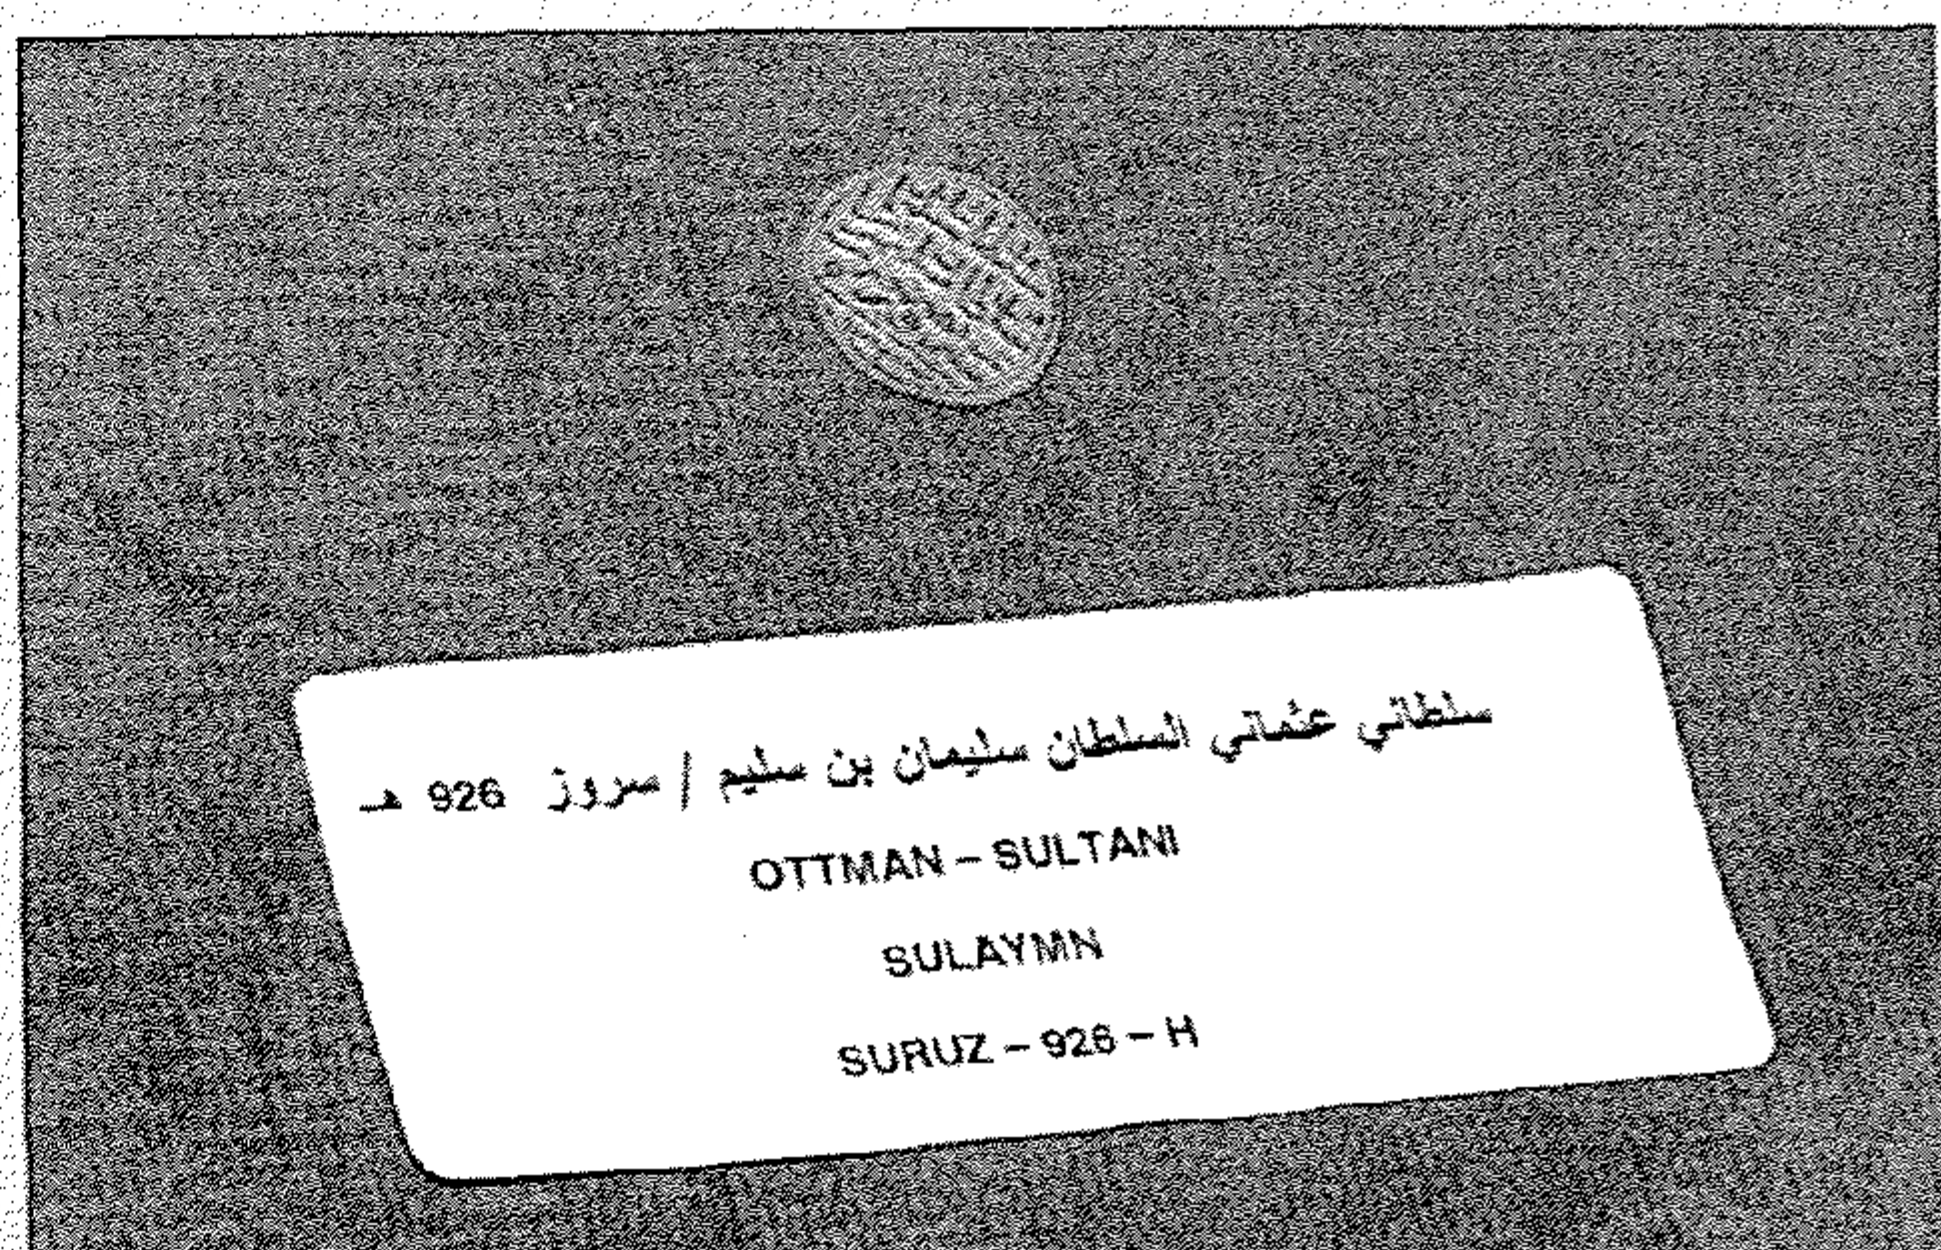 سلطاني عثماني السلطان سليمان بن سليم / سروز 926 هـ
OTTMAN – SULTANI
SULAYMN
SURUZ – 926 – H